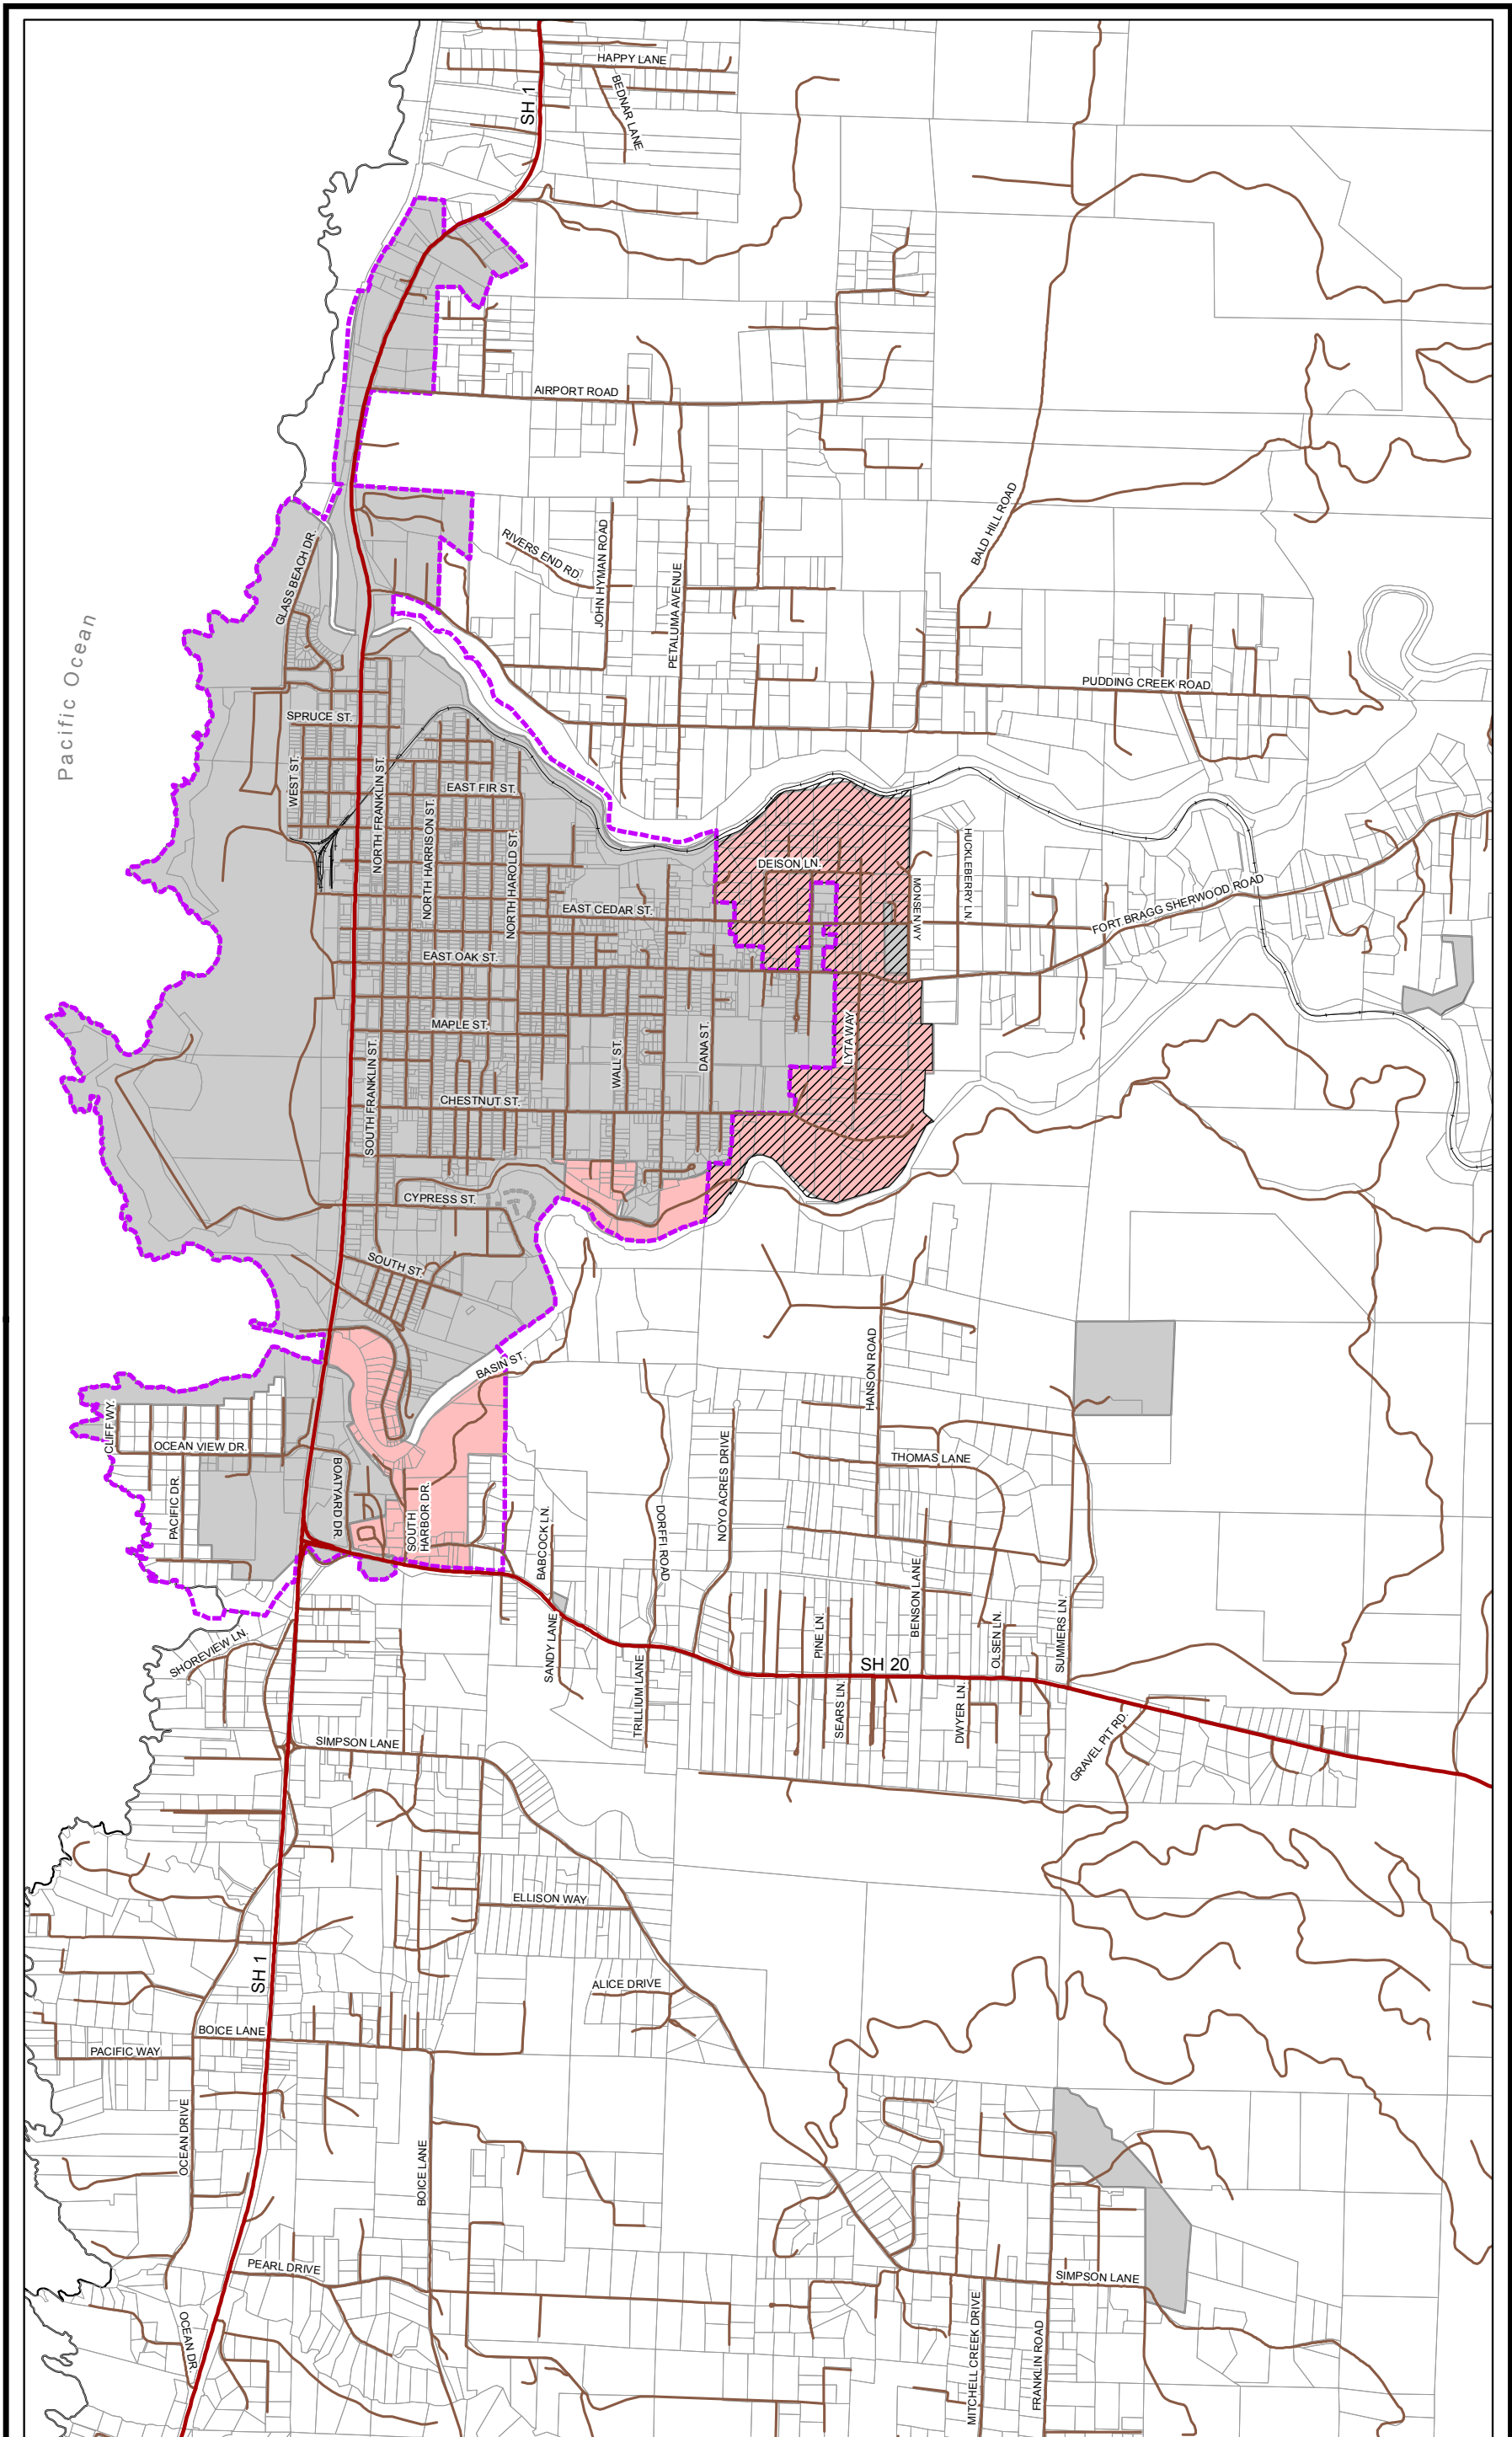 HAPPY LANE
BEDNAR LANE
SH 1
AIRPORT ROAD
BALD HILL ROAD
RIVERS END RD.
JOHN HYMAN ROAD
PETALUMA AVENUE
GLASS BEACH DR.
Pacific Ocean
PUDDING CREEK ROAD
SPRUCE ST.
WEST ST.
NORTH FRANKLIN ST.
EAST FIR ST.
NORTH HARRISON ST.
NORTH HAROLD ST.
DEISON LN.
HUCKLEBERRY LN.
MONSEN WY
FORT BRAGG SHERWOOD ROAD
EAST CEDAR ST.
EAST OAK ST.
MAPLE ST.
WALL ST.
DANA ST.
LYTA WAY
SOUTH FRANKLIN ST.
CHESTNUT ST.
CYPRESS ST.
SOUTH ST.
BASIN ST.
HANSON ROAD
CLIFF WY.
OCEAN VIEW DR.
PACIFIC DR.
BOATYARD DR.
SOUTH
HARBOR DR.
BABCOCK LN.
DORFFI ROAD
NOYO ACRES DRIVE
THOMAS LANE
BENSON LANE
PINE LN.
OLSEN LN.
SUMMERS LN.
SANDY LANE
TRILLIUM LANE
SH 20
SEARS LN.
DWYER LN.
GRAVEL PIT RD.
SHOREVIEW LN.
SIMPSON LANE
ELLISON WAY
ALICE DRIVE
SH 1
BOICE LANE
PACIFIC WAY
OCEAN DRIVE
BOICE LANE
PEARL DRIVE
OCEAN DR.
SIMPSON LANE
MITCHELL CREEK DRIVE
FRANKLIN ROAD